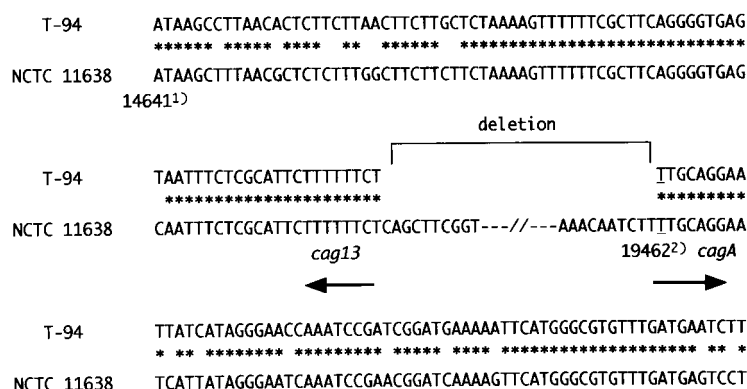 T-94 ATAAGCCTTAACACTCTTCTTAACTTCTTGCTCTAAAAGTTTTTTCGCTTCAGGGGTGAG
****** ***** ****  **  ******  *****************************
NCTC 11638 ATAAGCTTTAACGCTCTCTTTGGCTTCTTCTTCTAAAAGTTTTTTCGCTTCAGGGGTGAG
14641¹⁾
deletion
T-94 TAATTTCTCGCATTCTTTTTTCT TTGCAGGAA
********************** *********
NCTC 11638 CAATTTCTCGCATTCTTTTTTCTCAGCTTCGGT---//---AAACAATCTTTTGCAGGAA
cag13 19462²⁾ cagA
T-94 TTATCATAGGGAACCAAATCCGATCGGATGAAAAATTCATGGGCGTGTTTGATGAATCTT
* ** ******** ********* ***** **** ******************** ** *
NCTC 11638 TCATTATAGGGAATCAAATCCGAACGGATCAAAAGTTCATGGGCGTGTTTGATGAGTCCT